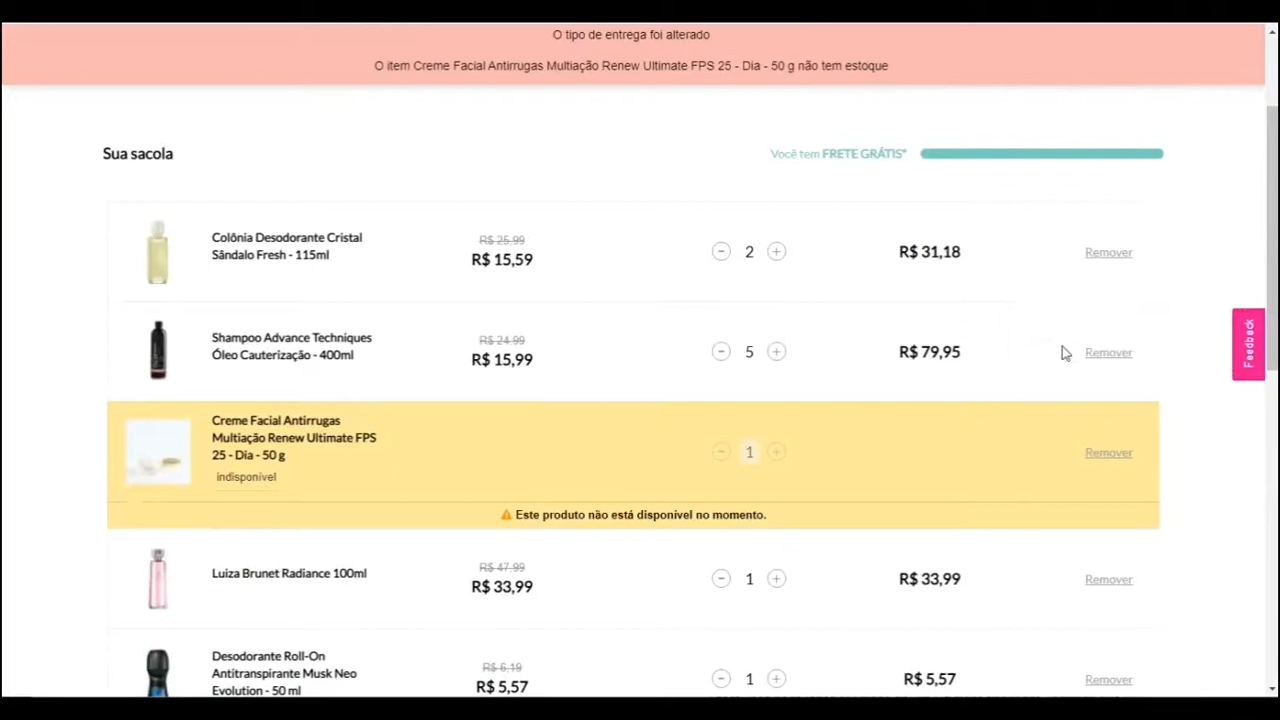 O tipo de entrega foi alterado
O item Creme Facial Antirrugas Multiação Renew Ultimate FPS 25 - Dia - 50 g não tem estoque
Sua sacola
Você tem FRETE GRÁTIS*
Colônia Desodorante Cristal
Sândalo Fresh - 115ml
R$ 25,99
R$ 15,59
2
R$ 31,18
Remover
Shampoo Advance Techniques
Óleo Cauterização - 400ml
R$ 24,99
R$ 15,99
5
R$ 79,95
Remover
Feedback
Creme Facial Antirrugas
Multiação Renew Ultimate FPS
25 - Dia - 50 g
indisponível
1
Remover
Este produto não está disponível no momento.
Luiza Brunet Radiance 100ml
R$ 47,99
R$ 33,99
1
R$ 33,99
Remover
Desodorante Roll-On
Antitranspirante Musk Neo
Evolution - 50 ml
R$ 6,19
R$ 5,57
1
R$ 5,57
Remover